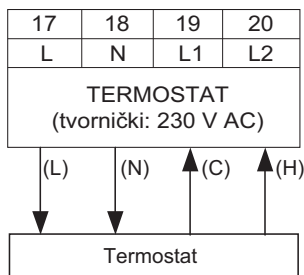 17 18 19 20
L N L1 L2
TERMOSTAT
(tvornički: 230 V AC)
(L) (N) (C) (H)
Termostat